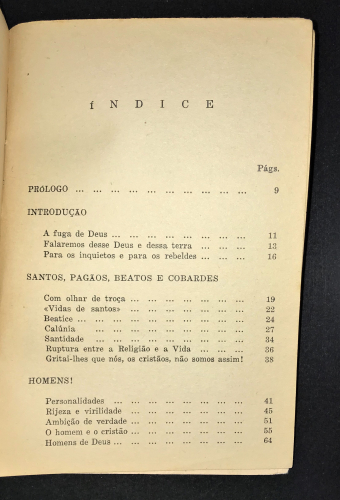 íNDICE
Págs.
PRÓLOGO ... ... ... ... ... ... ... ... ... ... 9
INTRODUÇÃO
A fuga de Deus ... ... ... ... ... ... ... ... 11
Falaremos desse Deus e dessa terra ... ... ... 13
Para os inquietos e para os rebeldes ... ... ... 16
SANTOS, PAGÃOS, BEATOS E COBARDES
Com olhar de troça ... ... ... ... ... ... ... 19
«Vidas de santos» ... ... ... ... ... ... ... 22
Beatice ... ... ... ... ... ... ... ... ... ... 24
Calúnia ... ... ... ... ... ... ... ... ... 27
Santidade ... ... ... ... ... ... ... ... ... 34
Ruptura entre a Religião e a Vida ... ... ... 36
Gritai-lhes que nós, os cristãos, não somos assim! 38
HOMENS!
Personalidades ... ... ... ... ... ... ... ... 41
Rijeza e virilidade ... ... ... ... ... ... ... 45
Ambição de verdade ... ... ... ... ... ... ... 51
O homem e o cristão ... ... ... ... ... ... ... 55
Homens de Deus ... ... ... ... ... ... ... ... 64